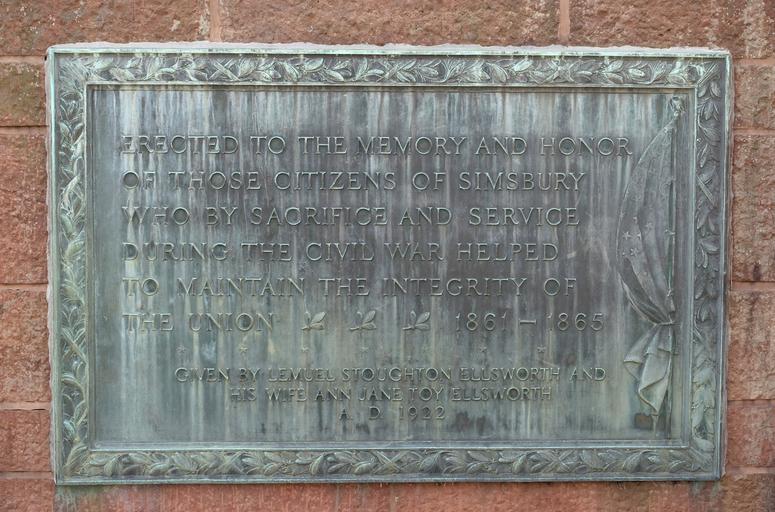 ERECTED TO THE MEMORY AND HONOR
OF THOSE CITIZENS OF SIMSBURY
WHO BY SACRIFICE AND SERVICE
DURING THE CIVIL WAR HELPED
TO MAINTAIN THE INTEGRITY OF
THE UNION 1861 – 1865
GIVEN BY LEMUEL STOUGHTON ELLSWORTH AND
HIS WIFE ANN JANE TOY ELLSWORTH
A. D. 1922